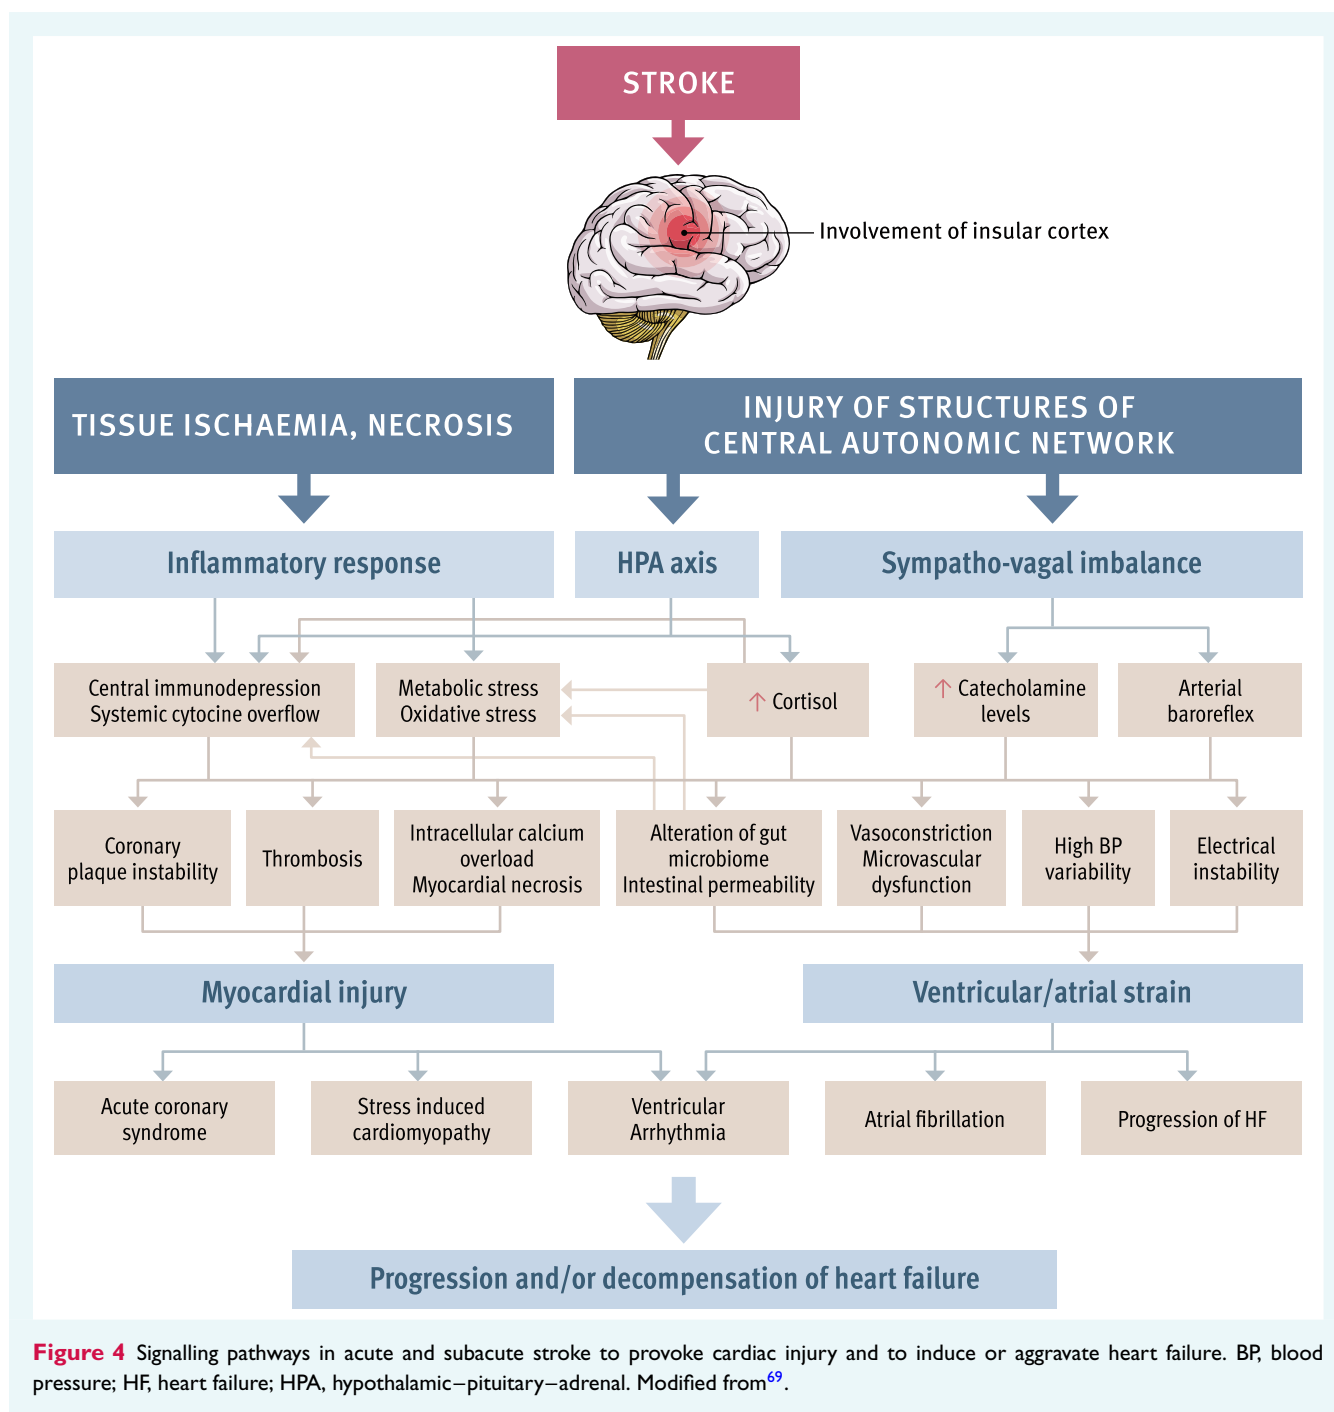 STROKE
Involvement of insular cortex
TISSUE ISCHAEMIA, NECROSIS
INJURY OF STRUCTURES OF
CENTRAL AUTONOMIC NETWORK
Inflammatory response
HPA axis
Sympatho-vagal imbalance
Central immunodepression
Systemic cytocine overflow
Metabolic stress
Oxidative stress
↑ Cortisol
↑ Catecholamine
levels
Arterial
baroreflex
Coronary
plaque instability
Thrombosis
Intracellular calcium
overload
Myocardial necrosis
Alteration of gut
microbiome
Intestinal permeability
Vasoconstriction
Microvascular
dysfunction
High BP
variability
Electrical
instability
Myocardial injury
Ventricular/atrial strain
Acute coronary
syndrome
Stress induced
cardiomyopathy
Ventricular
Arrhythmia
Atrial fibrillation
Progression of HF
Progression and/or decompensation of heart failure
Figure 4 Signalling pathways in acute and subacute stroke to provoke cardiac injury and to induce or aggravate heart failure. BP, blood
pressure; HF, heart failure; HPA, hypothalamic–pituitary–adrenal. Modified from69.